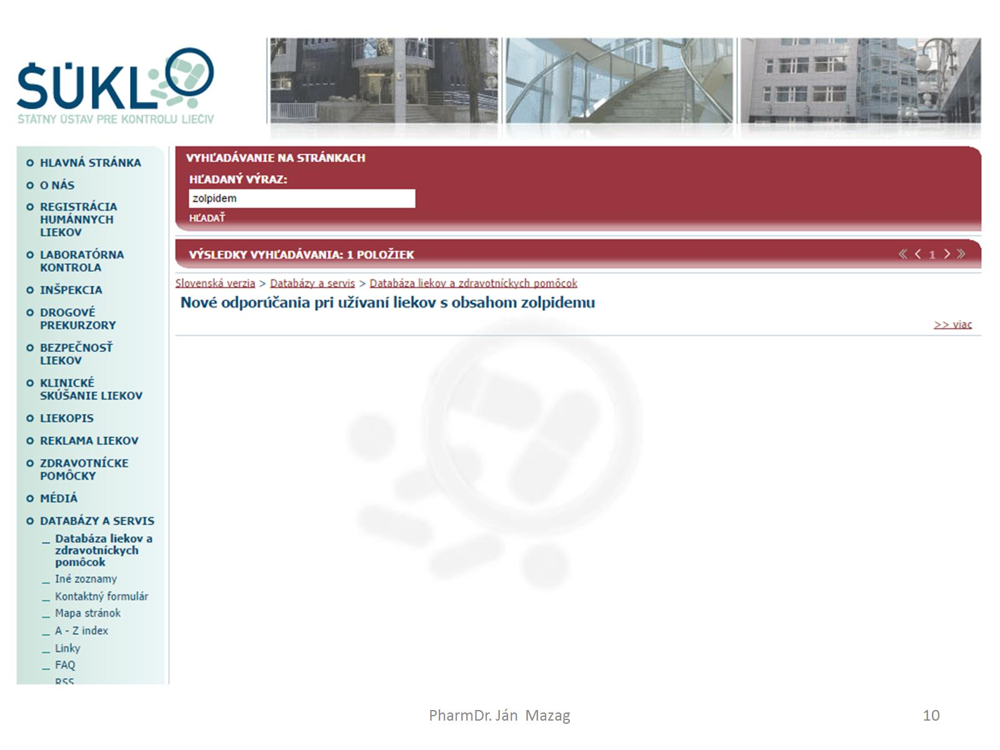 ŠÚKL
ŠTÁTNY ÚSTAV PRE KONTROLU LIEČIV
HLAVNÁ STRÁNKA
O NÁS
REGISTRÁCIA
HUMÁNNYCH
LIEKOV
LABORATÓRNA
KONTROLA
INŠPEKCIA
DROGOVÉ
PREKURZORY
BEZPEČNOSŤ
LIEKOV
KLINICKÉ
SKÚŠANIE LIEKOV
LIEKOPIS
REKLAMA LIEKOV
ZDRAVOTNÍCKE
POMÔCKY
MÉDIÁ
DATABÁZY A SERVIS
_ Databáza liekov a
zdravotníckych
pomôcok
_ Iné zoznamy
_ Kontaktný formulár
_ Mapa stránok
_ A - Z index
_ Linky
_ FAQ
RSS
VYHĽADÁVANIE NA STRÁNKACH
HĽADANÝ VÝRAZ:
zolpidem
HĽADAŤ
VÝSLEDKY VYHĽADÁVANIA: 1 POLOŽIEK
« < 1 > »
Slovenská verzia > Databázy a servis > Databáza liekov a zdravotníckych pomôcok
Nové odporúčania pri užívaní liekov s obsahom zolpidemu
>> viac
PharmDr. Ján Mazag
10